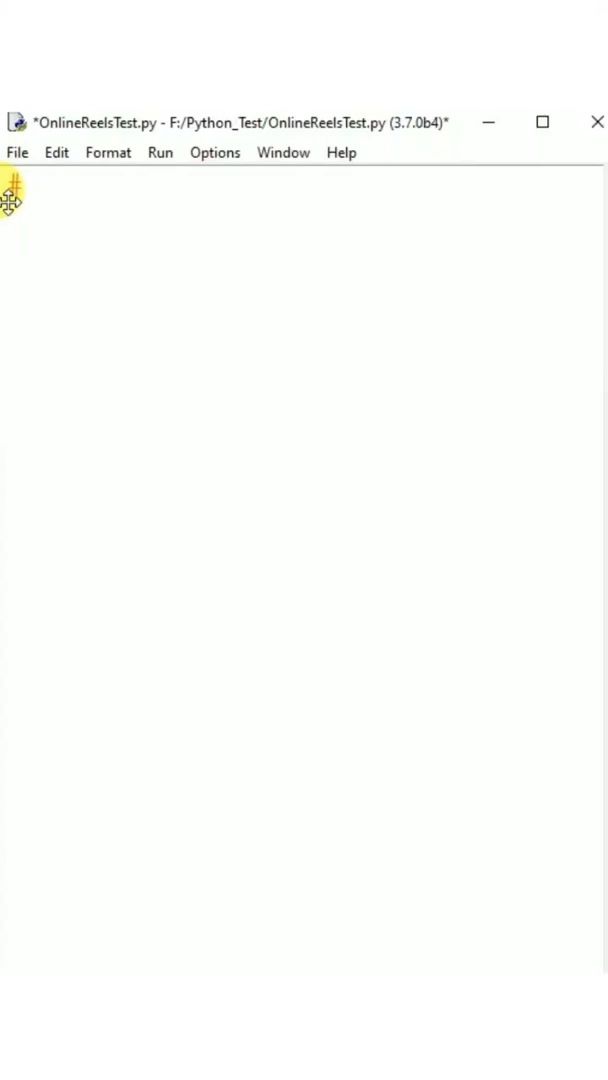 *OnlineReelsTest.py - F:/Python_Test/OnlineReelsTest.py (3.7.0b4)*
File Edit Format Run Options Window Help
#